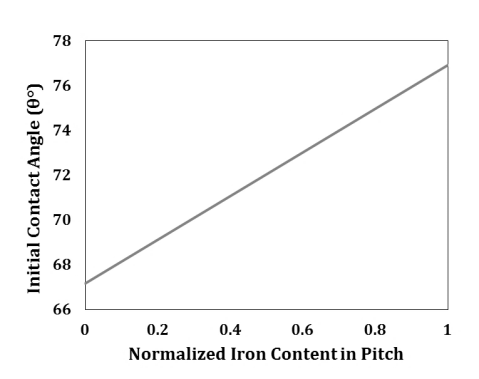 78
76
74
72
70
68
66
Initial Contact Angle (θ°)
0 0.2 0.4 0.6 0.8 1
Normalized Iron Content in Pitch